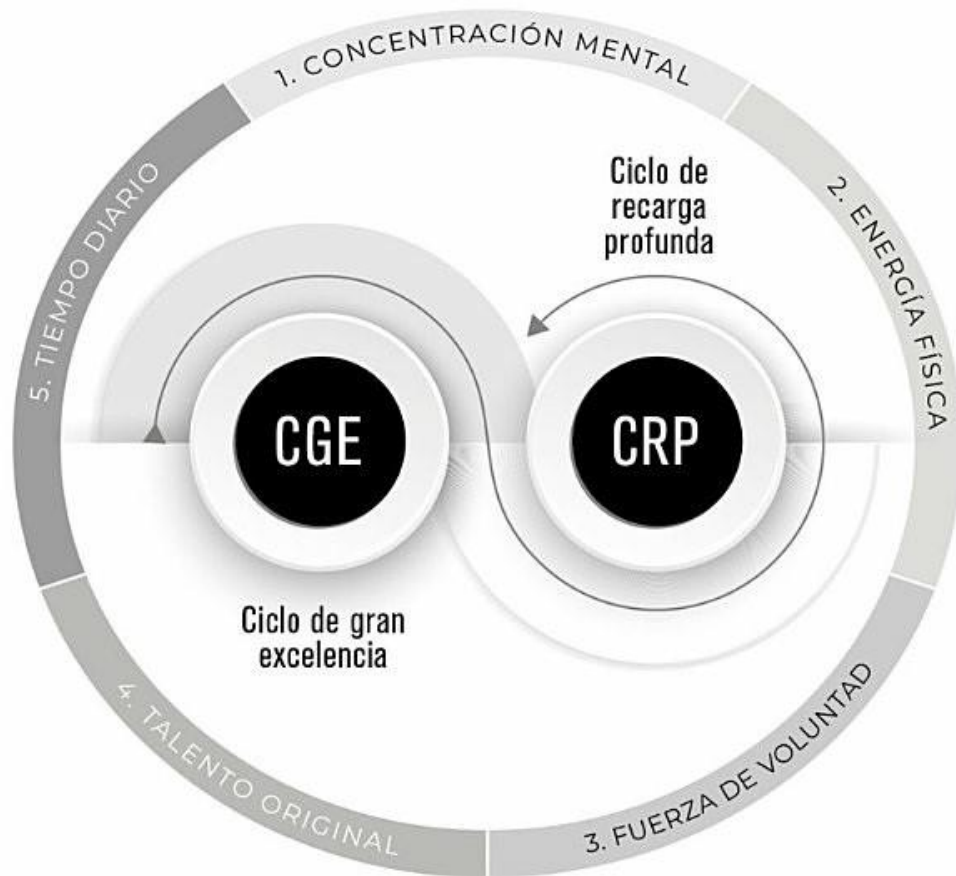 1. CONCENTRACIÓN MENTAL
2. ENERGÍA FÍSICA
3. FUERZA DE VOLUNTAD
4. TALENTO ORIGINAL
5. TIEMPO DIARIO
Ciclo de
recarga
profunda
CGE
CRP
Ciclo de gran
excelencia